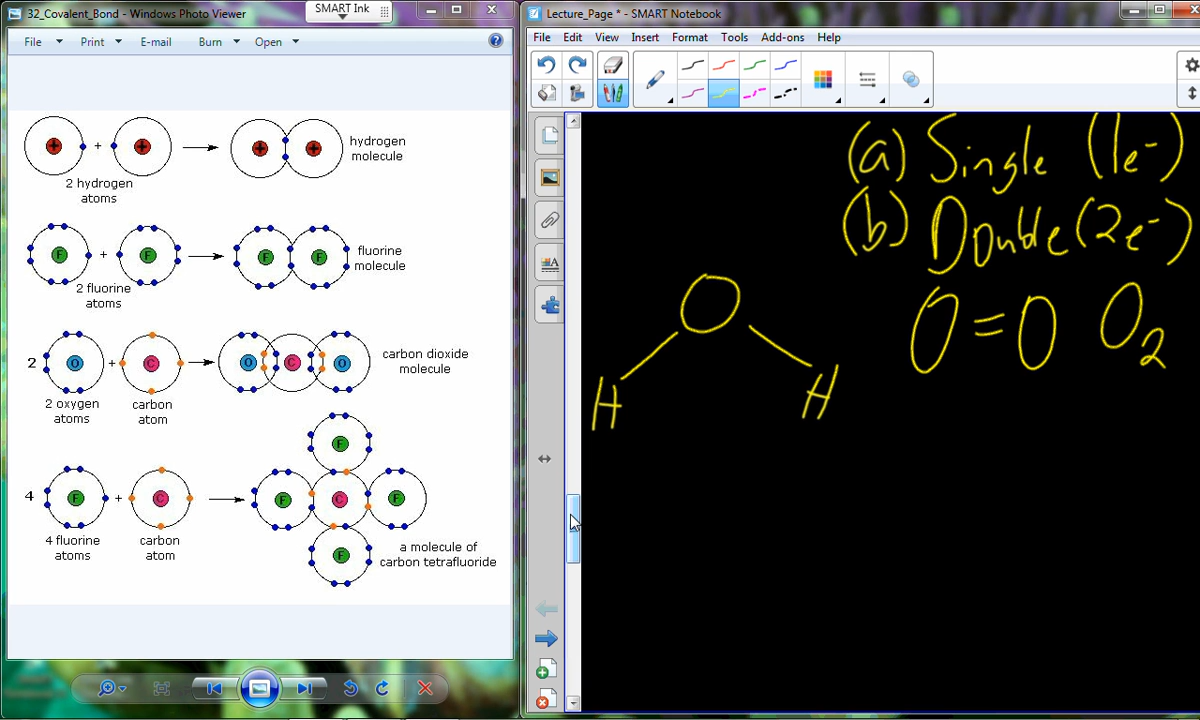 32_Covalent_Bond - Windows Photo Viewer
SMART Ink
File Print E-mail Burn Open
+ + +
+ +
hydrogen
molecule
2 hydrogen
atoms
F + F
F F
fluorine
molecule
2 fluorine
atoms
2 O + C
O C O
carbon dioxide
molecule
2 oxygen
atoms
carbon
atom
F
4 F + C
F C F
4 fluorine
atoms
carbon
atom
F
a molecule of
carbon tetrafluoride
Lecture_Page * - SMART Notebook
File Edit View Insert Format Tools Add-ons Help
(a) Single (1e-)
(b) Double (2e-)
O
H H
O=O O2